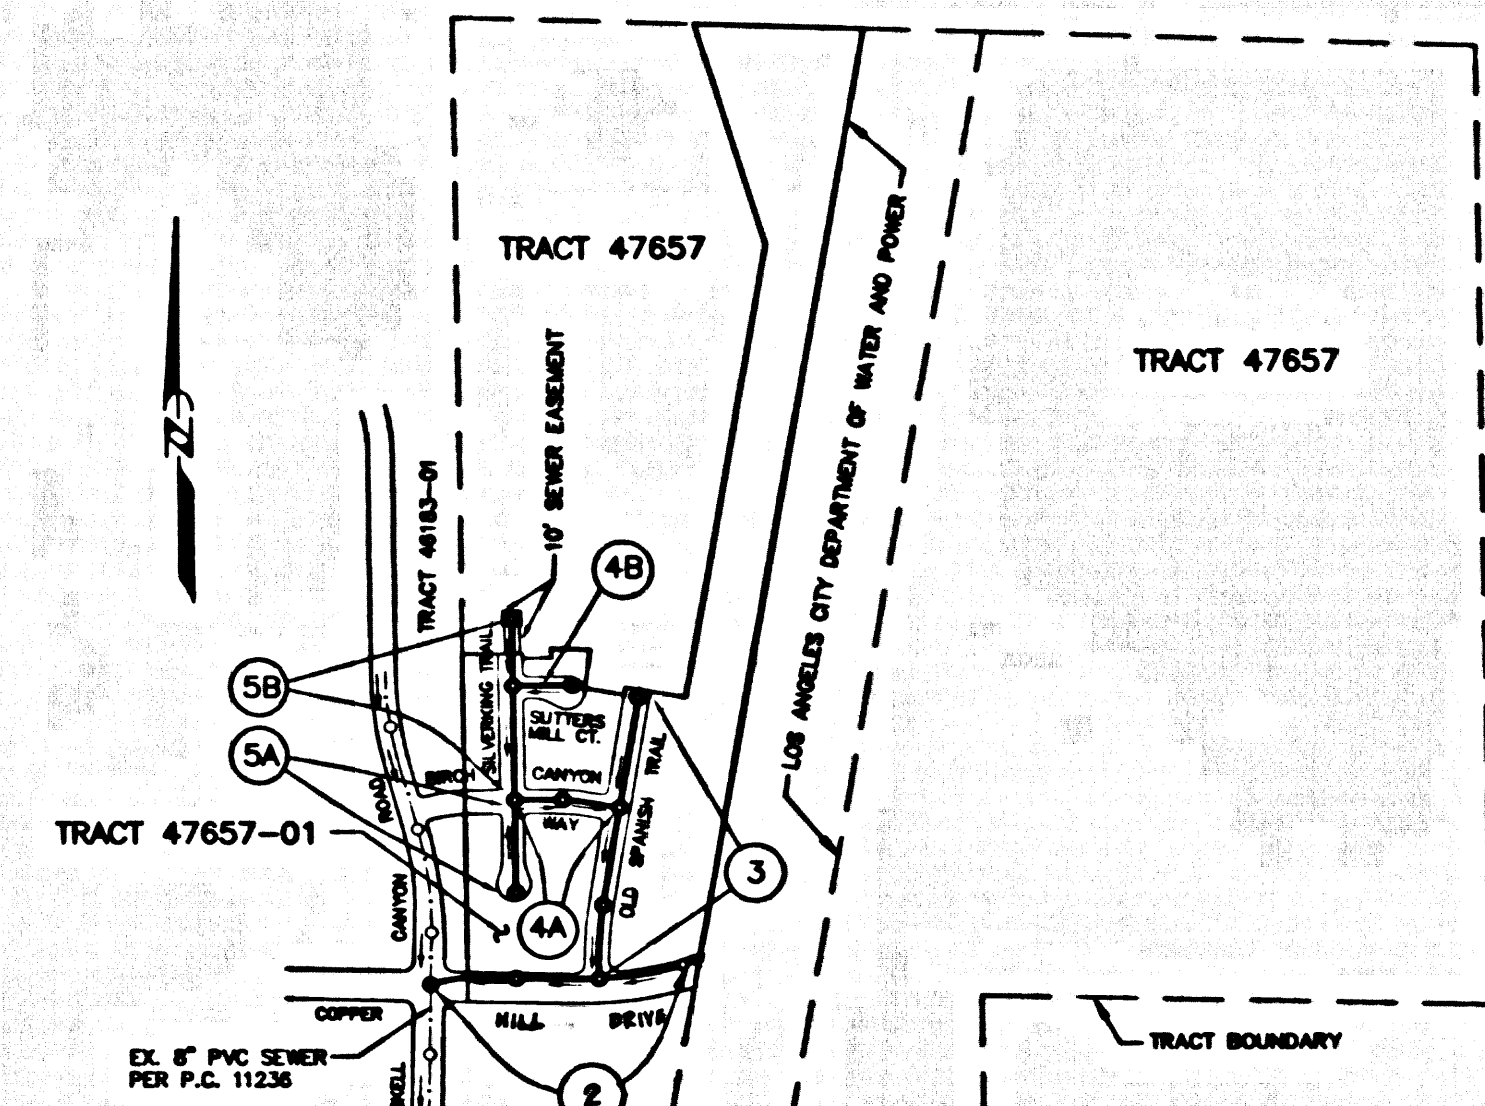 TRACT 47657
LOS ANGELES CITY DEPARTMENT OF WATER AND POWER
TRACT 47657
10' SEWER EASEMENT
TRACT 46183-01
4B
5B
5A
SILVERKING TRAIL
SUTTERS
MILL CT.
BIRCH
CANYON
WAY
OLD SPANISH TRAIL
TRACT 47657-01
CANYON ROAD
3
4A
COPPER
HILL
DRIVE
EX. 8" PVC SEWER
PER P.C. 11236
2
TRACT BOUNDARY
N